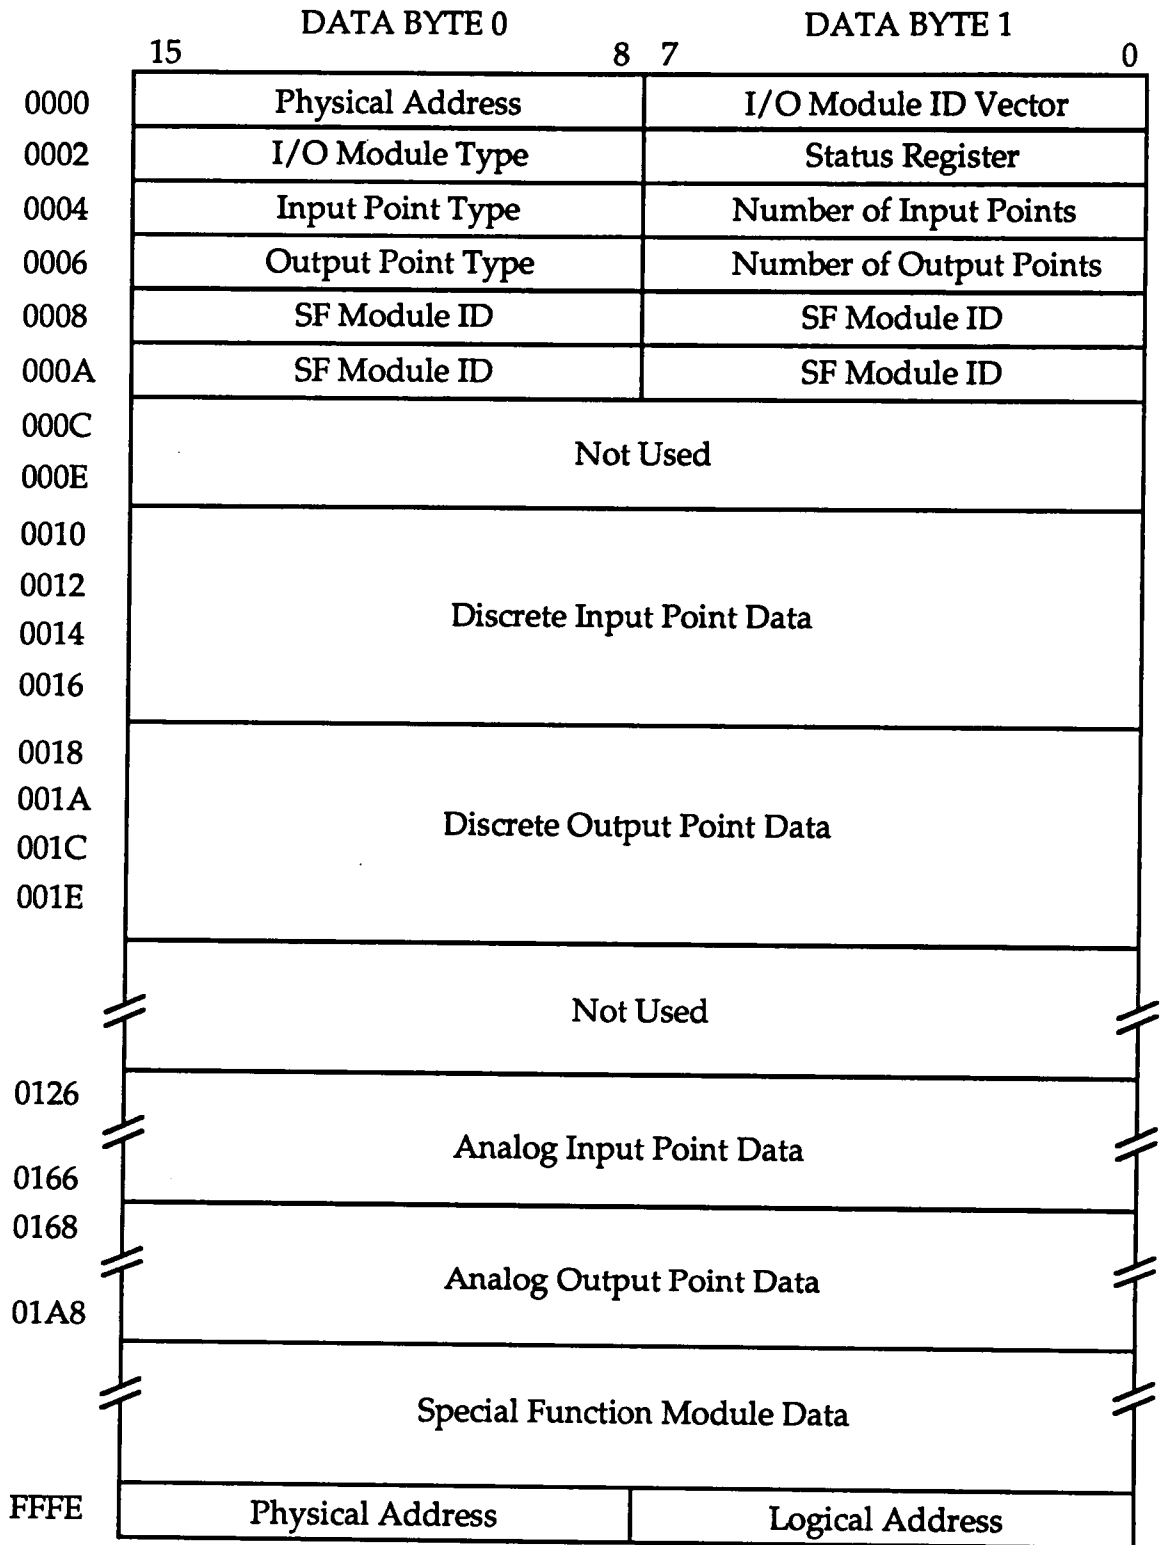 DATA BYTE 0 DATA BYTE 1
15 8 7 0
0000 Physical Address I/O Module ID Vector
0002 I/O Module Type Status Register
0004 Input Point Type Number of Input Points
0006 Output Point Type Number of Output Points
0008 SF Module ID SF Module ID
000A SF Module ID SF Module ID
000C
Not Used
000E
0010
0012
Discrete Input Point Data
0014
0016
0018
001A
Discrete Output Point Data
001C
001E
Not Used
0126
Analog Input Point Data
0166
0168
Analog Output Point Data
01A8
Special Function Module Data
FFFE Physical Address Logical Address